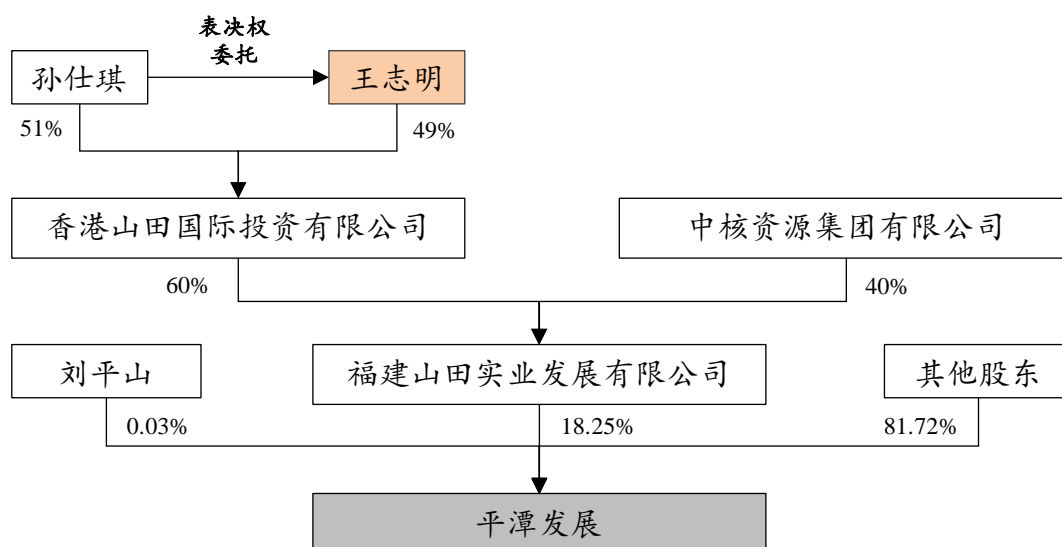 表决权
委托
孙仕琪
王志明
51%
49%
香港山田国际投资有限公司
中核资源集团有限公司
60%
40%
刘平山
福建山田实业发展有限公司
其他股东
0.03%
18.25%
81.72%
平潭发展